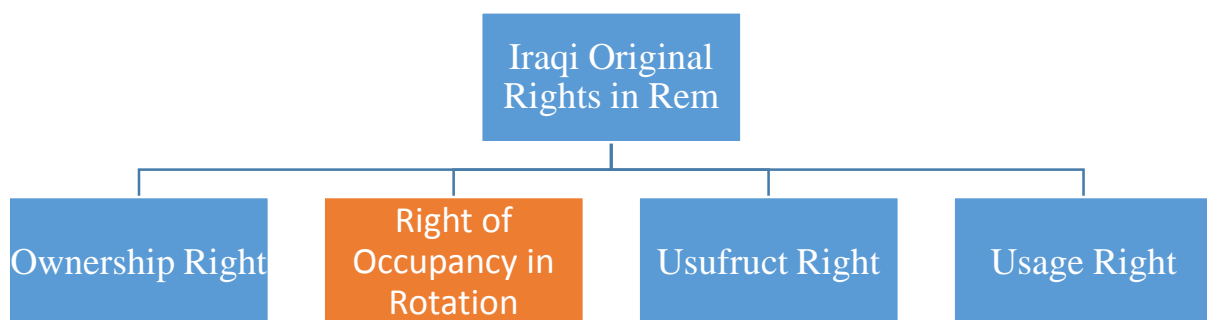 Iraqi Original
Rights in Rem
Ownership Right
Right of
Occupancy in
Rotation
Usufruct Right
Usage Right